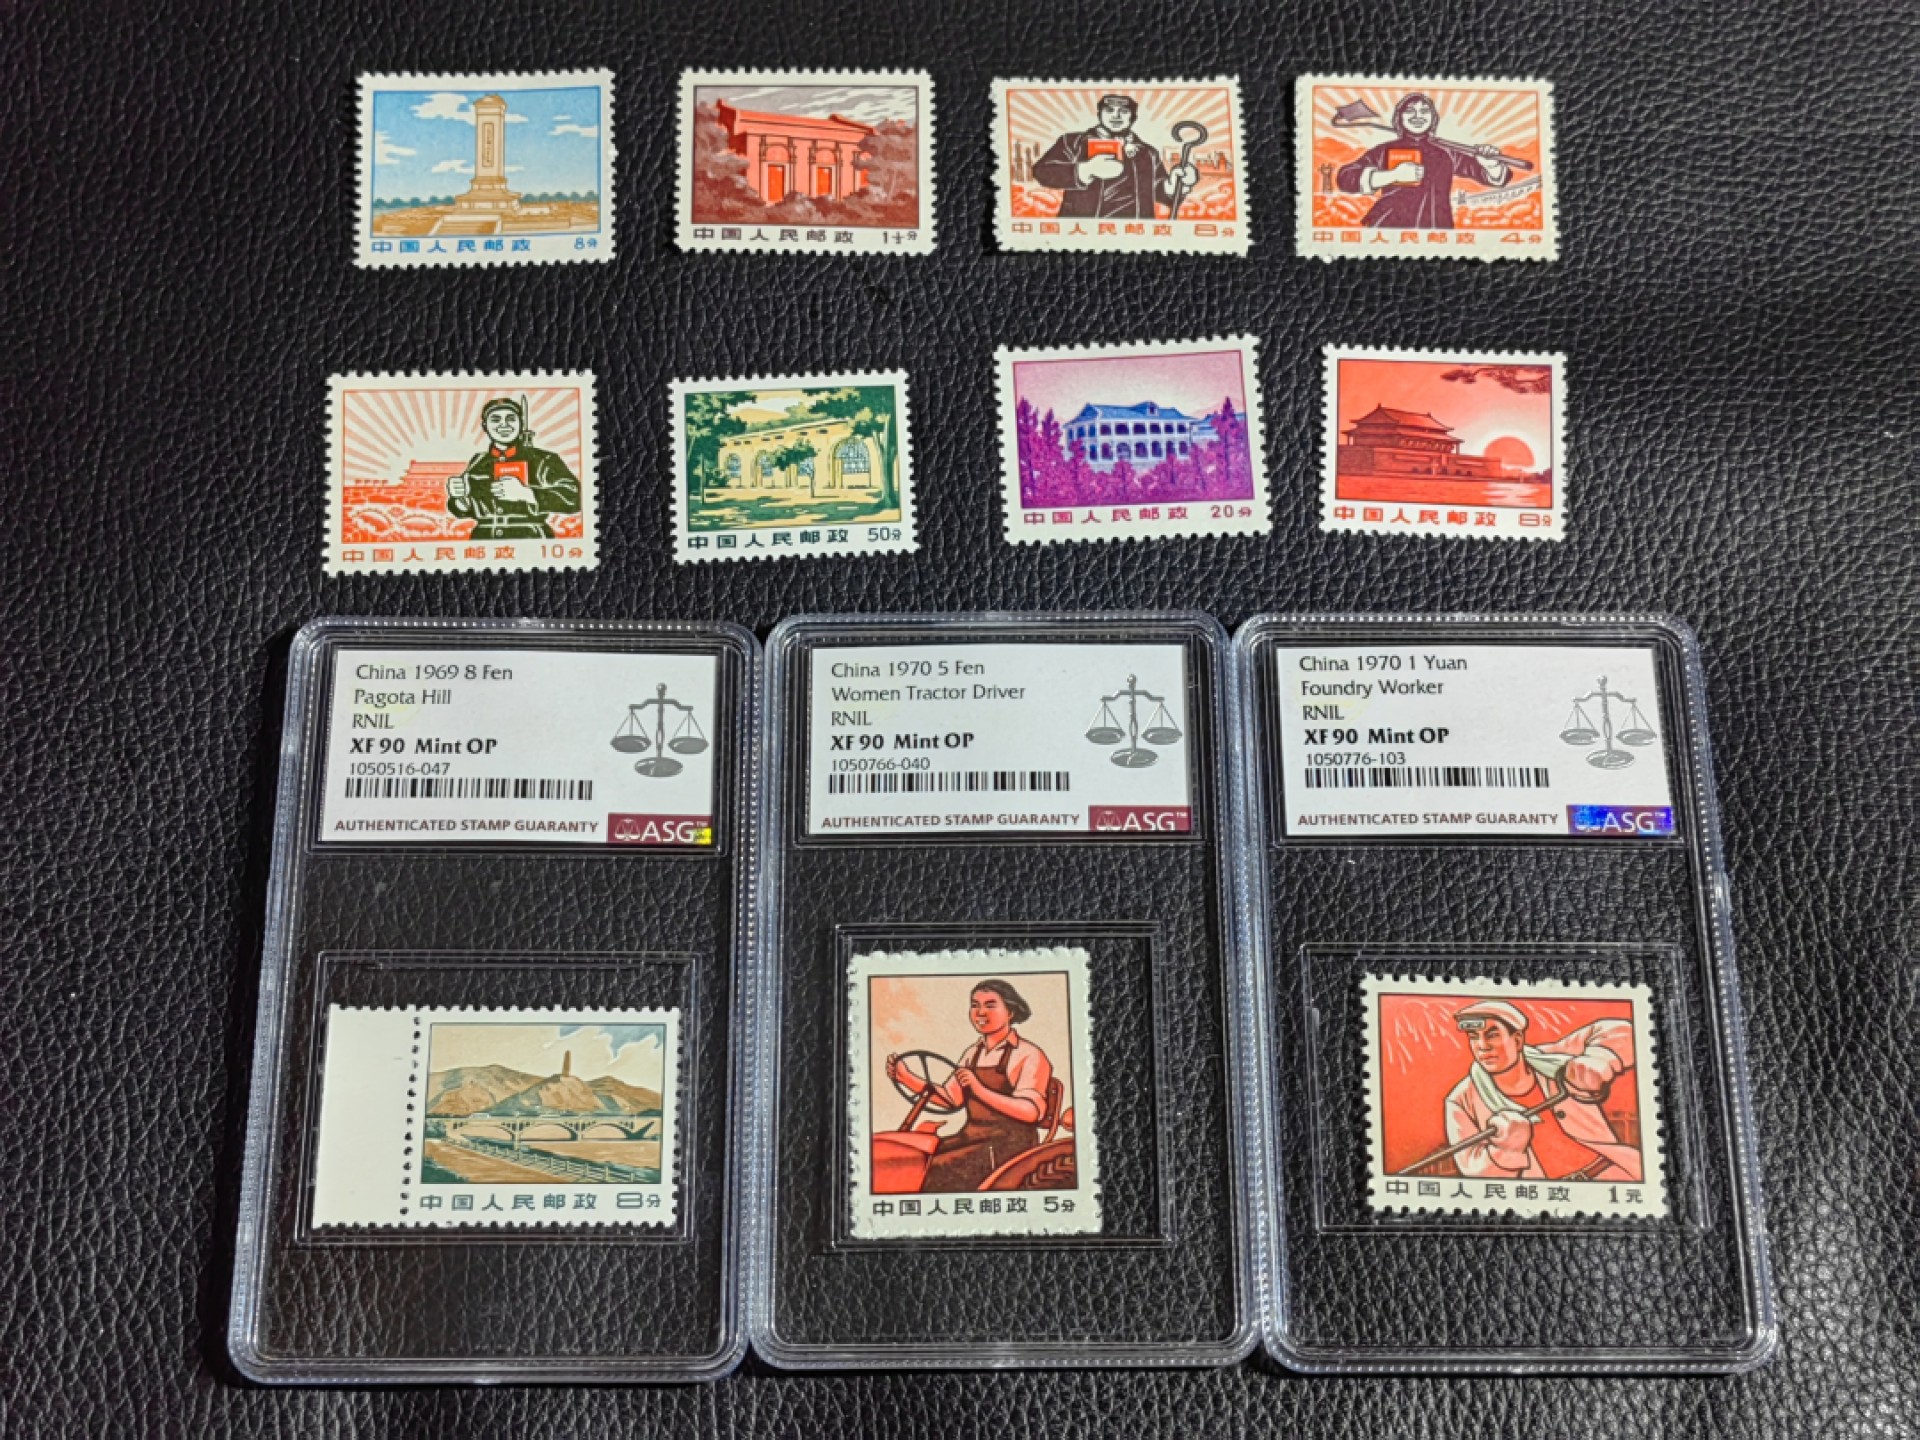 中国人民邮政 8分
中国人民邮政 1½分
中国人民邮政 8分
中国人民邮政 4分
中国人民邮政 10分
中国人民邮政 50分
中国人民邮政 20分
中国人民邮政 8分
China 1969 8 Fen
Pagota Hill
RNIL
XF 90 Mint OP
1050516-047
AUTHENTICATED STAMP GUARANTY ASG™
中国人民邮政 8分
China 1970 5 Fen
Women Tractor Driver
RNIL
XF 90 Mint OP
1050766-040
AUTHENTICATED STAMP GUARANTY ASG™
中国人民邮政 5分
China 1970 1 Yuan
Foundry Worker
RNIL
XF 90 Mint OP
1050776-103
AUTHENTICATED STAMP GUARANTY ASG™
中国人民邮政 1元